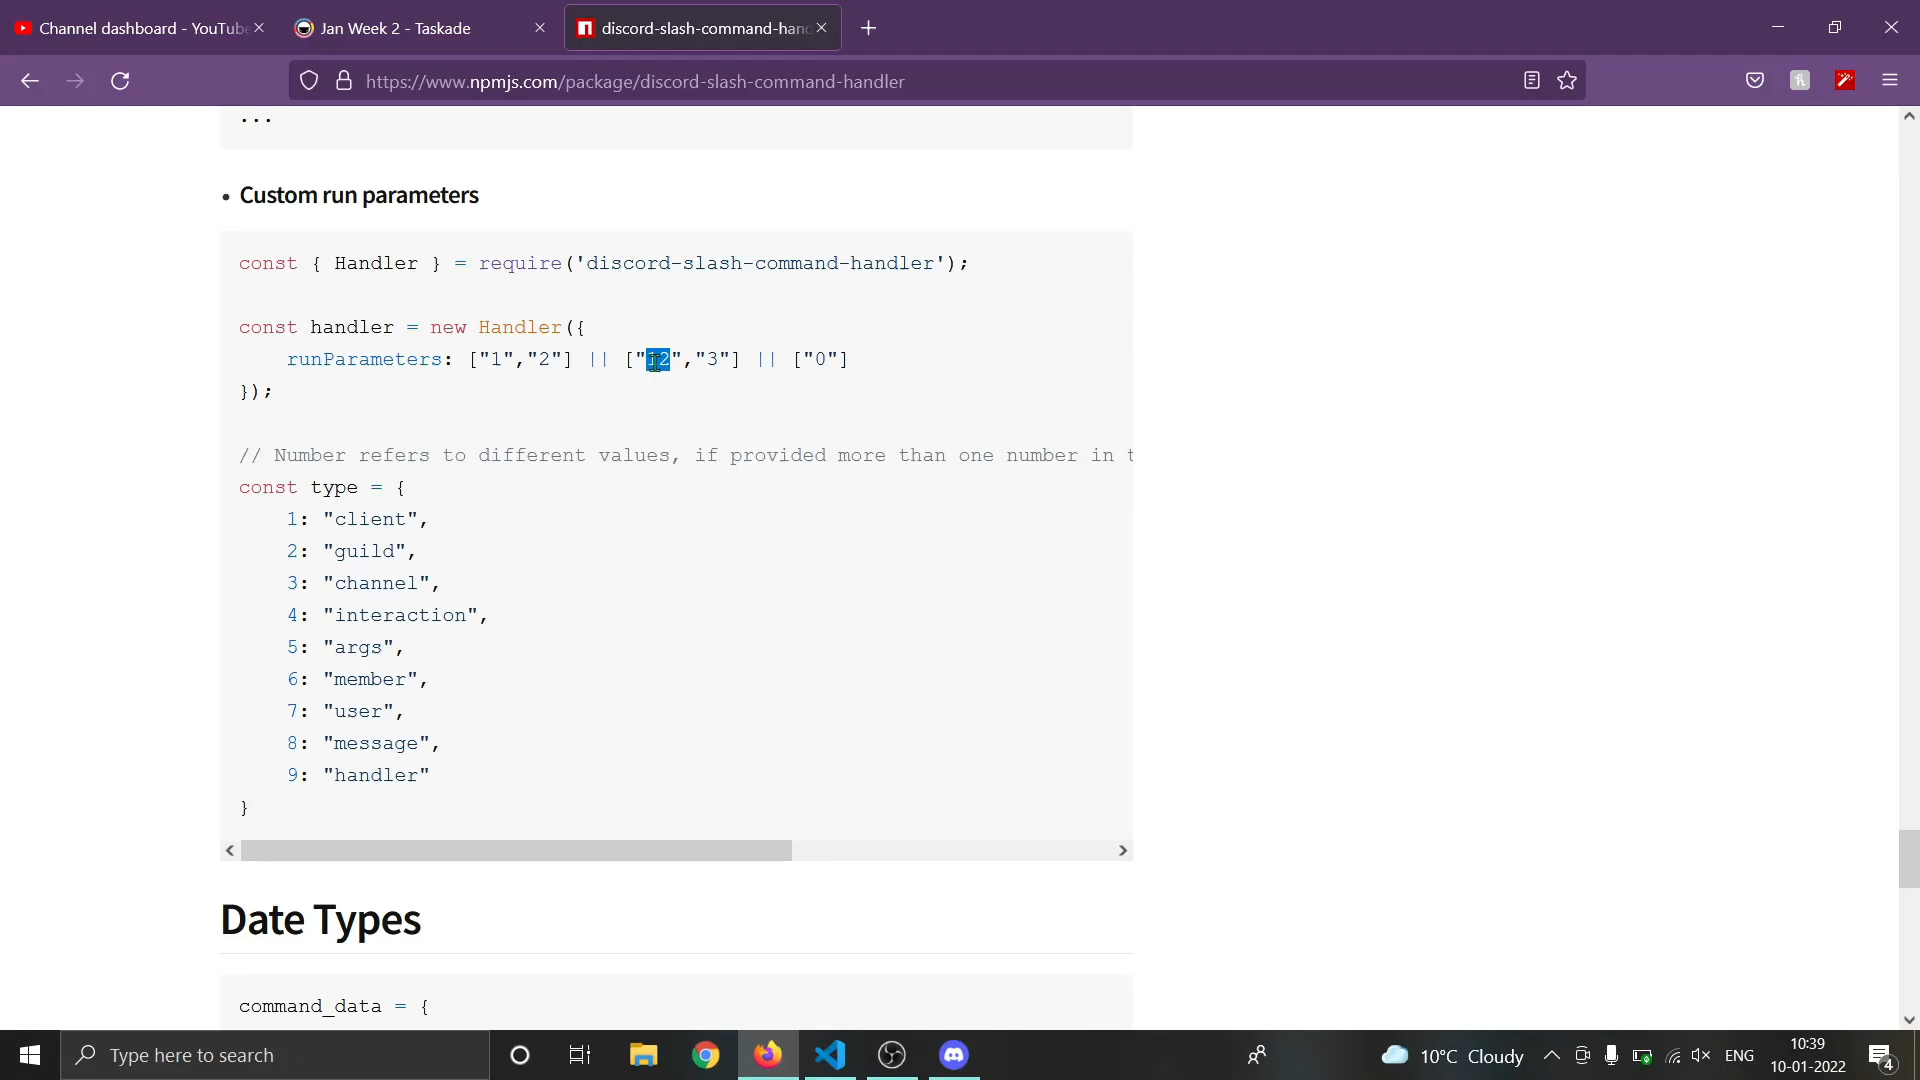 Channel dashboard - YouTube
Jan Week 2 - Taskade
discord-slash-command-han
https://www.npmjs.com/package/discord-slash-command-handler
...
• Custom run parameters
const { Handler } = require('discord-slash-command-handler');
const handler = new Handler({
runParameters: ["1","2"] || ["12","3"] || ["0"]
});
// Number refers to different values, if provided more than one number in t
const type = {
1: "client",
2: "guild",
3: "channel",
4: "interaction",
5: "args",
6: "member",
7: "user",
8: "message",
9: "handler"
}
Date Types
command_data = {
Type here to search
10°C Cloudy
ENG
10:39
10-01-2022
4